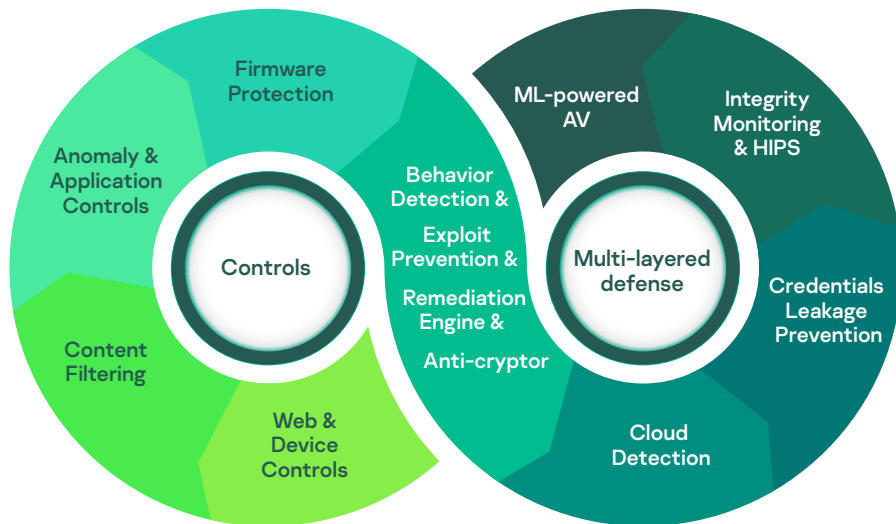 Firmware
Protection
Anomaly &
Application
Controls
Controls
Content
Filtering
Web &
Device
Controls
Behavior
Detection &
Exploit
Prevention &
Remediation
Engine &
Anti-cryptor
ML-powered
AV
Integrity
Monitoring
& HIPS
Multi-layered
defense
Credentials
Leakage
Prevention
Cloud
Detection